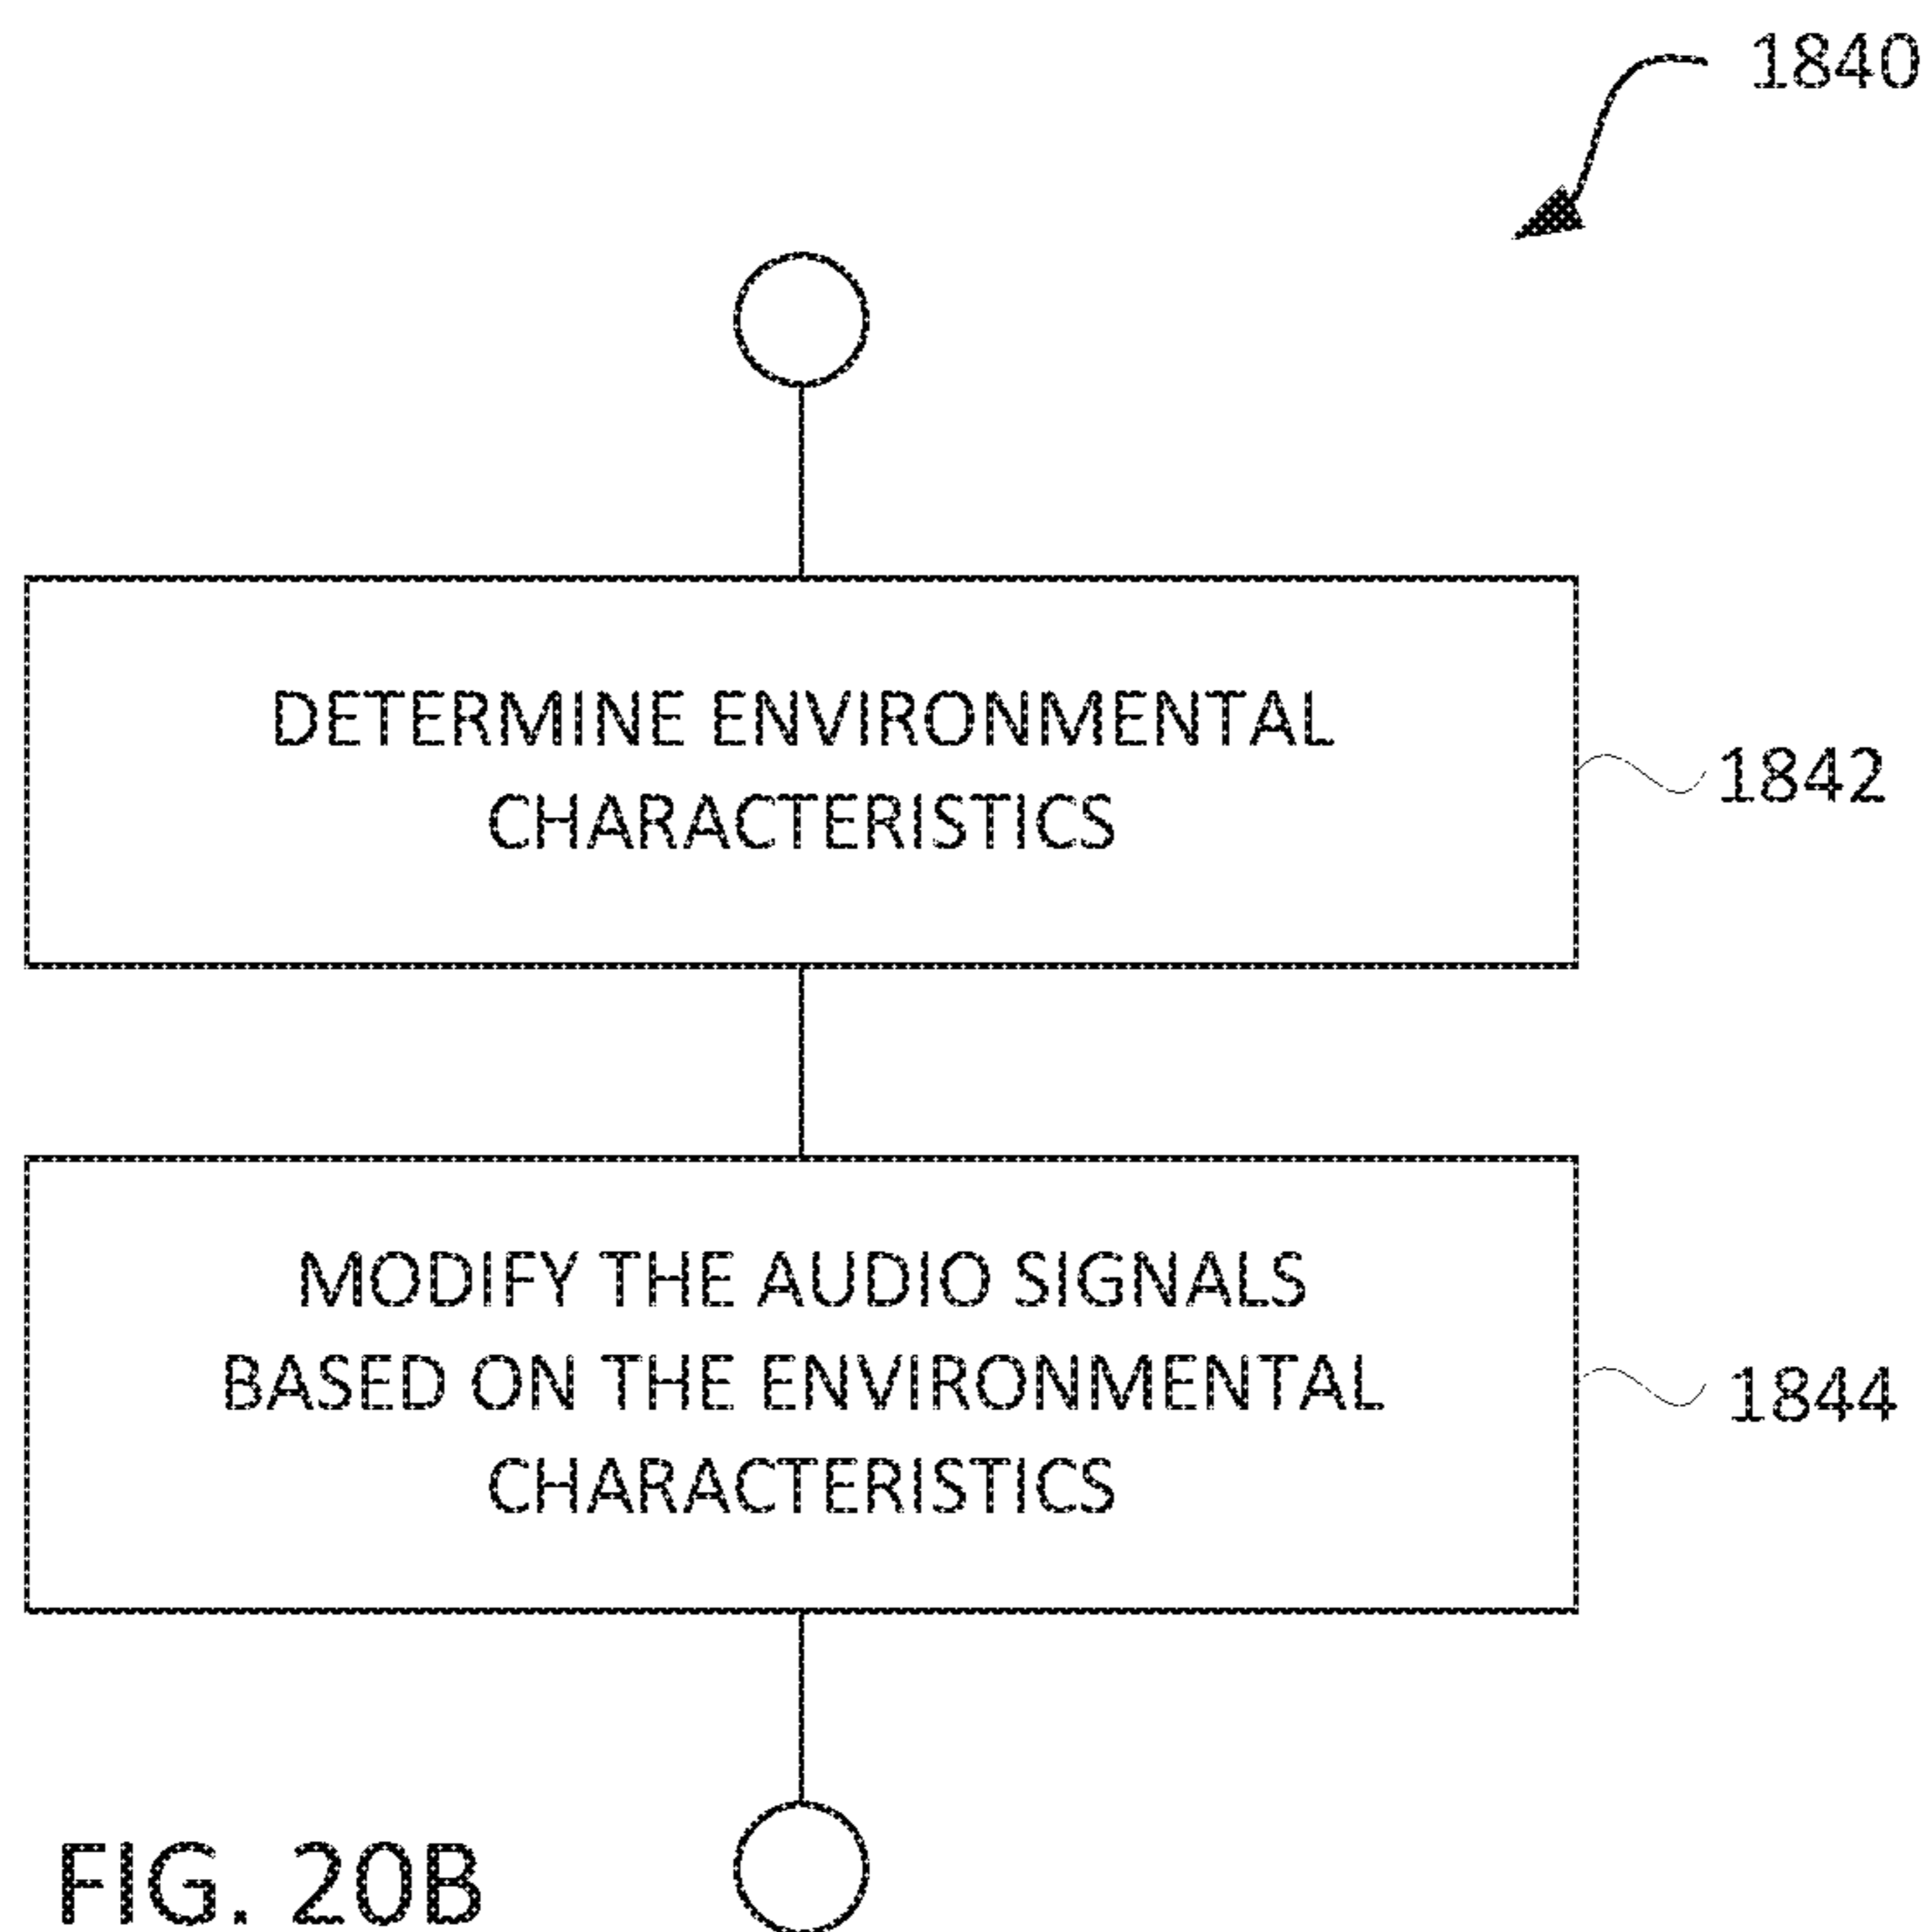 1840
DETERMINE ENVIRONMENTAL
CHARACTERISTICS
1842
MODIFY THE AUDIO SIGNALS
BASED ON THE ENVIRONMENTAL
CHARACTERISTICS
1844
FIG. 20B